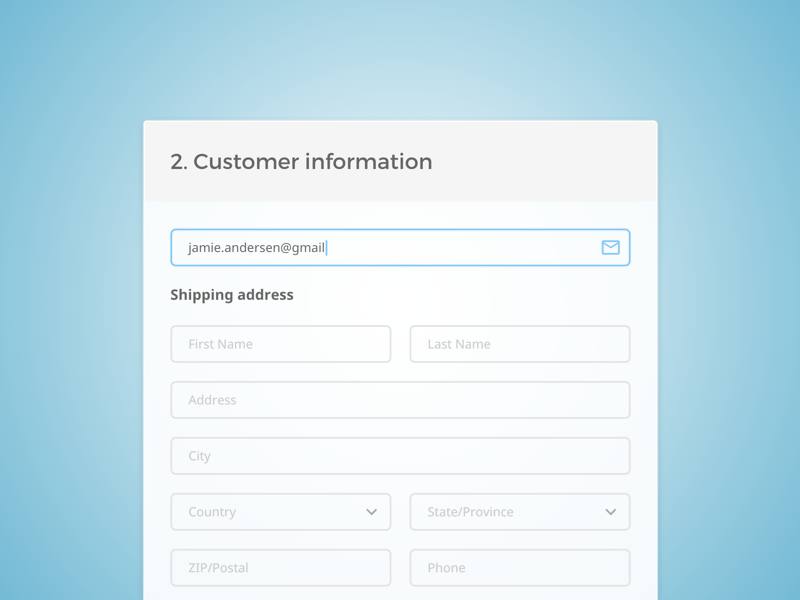 2. Customer information
jamie.andersen@gmail
Shipping address
First Name Last Name
Address
City
Country State/Province
ZIP/Postal Phone